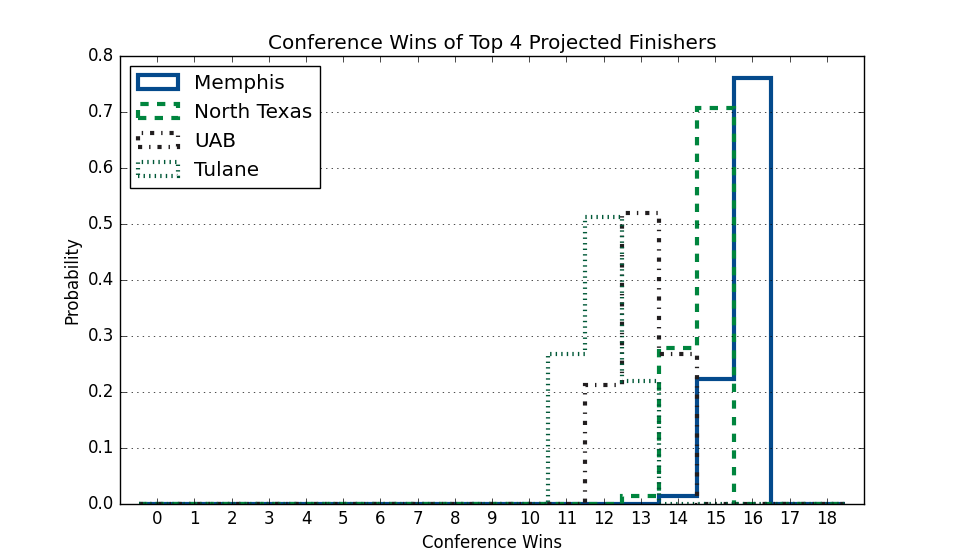 Conference Wins of Top 4 Projected Finishers
Memphis
North Texas
UAB
Tulane
Probability
0.8
0.7
0.6
0.5
0.4
0.3
0.2
0.1
0.0
0 1 2 3 4 5 6 7 8 9 10 11 12 13 14 15 16 17 18
Conference Wins